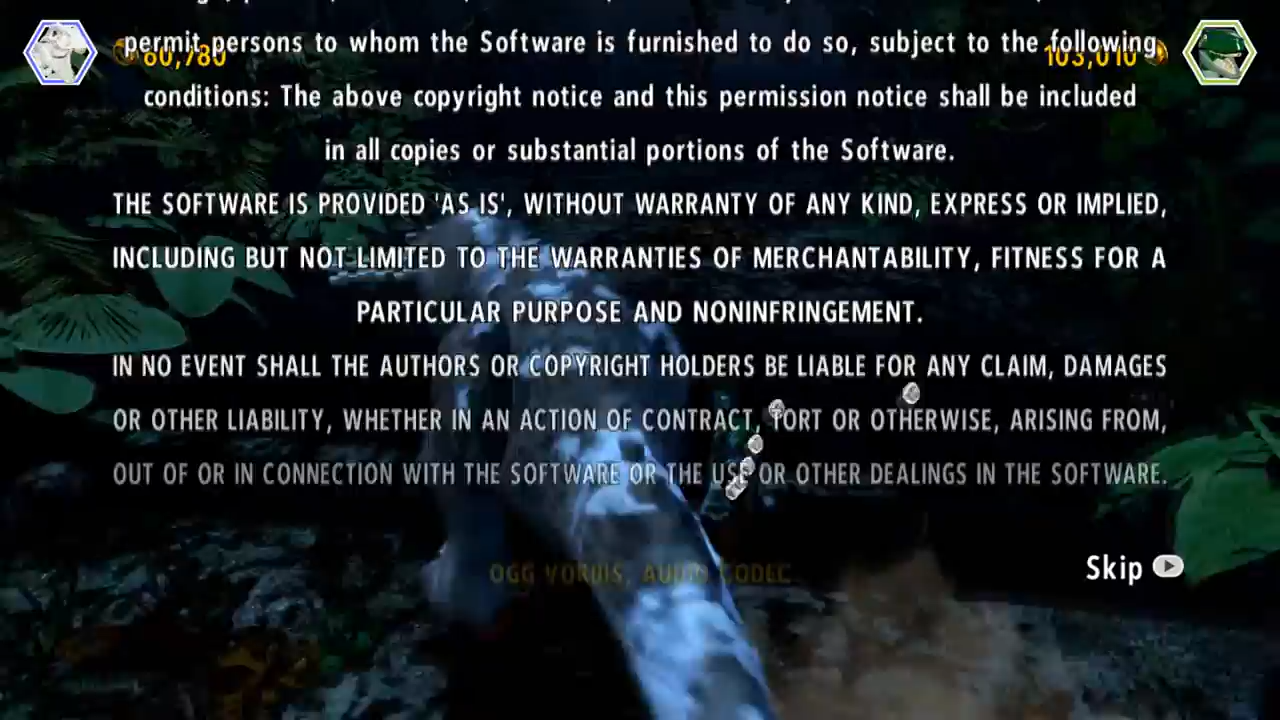 permit persons to whom the Software is furnished to do so, subject to the following
60,780
103,010
conditions: The above copyright notice and this permission notice shall be included
in all copies or substantial portions of the Software.
THE SOFTWARE IS PROVIDED 'AS IS', WITHOUT WARRANTY OF ANY KIND, EXPRESS OR IMPLIED,
INCLUDING BUT NOT LIMITED TO THE WARRANTIES OF MERCHANTABILITY, FITNESS FOR A
PARTICULAR PURPOSE AND NONINFRINGEMENT.
IN NO EVENT SHALL THE AUTHORS OR COPYRIGHT HOLDERS BE LIABLE FOR ANY CLAIM, DAMAGES
OR OTHER LIABILITY, WHETHER IN AN ACTION OF CONTRACT, TORT OR OTHERWISE, ARISING FROM,
OUT OF OR IN CONNECTION WITH THE SOFTWARE OR THE USE OR OTHER DEALINGS IN THE SOFTWARE.
Skip
OGG VORBIS, AUDIO CODEC